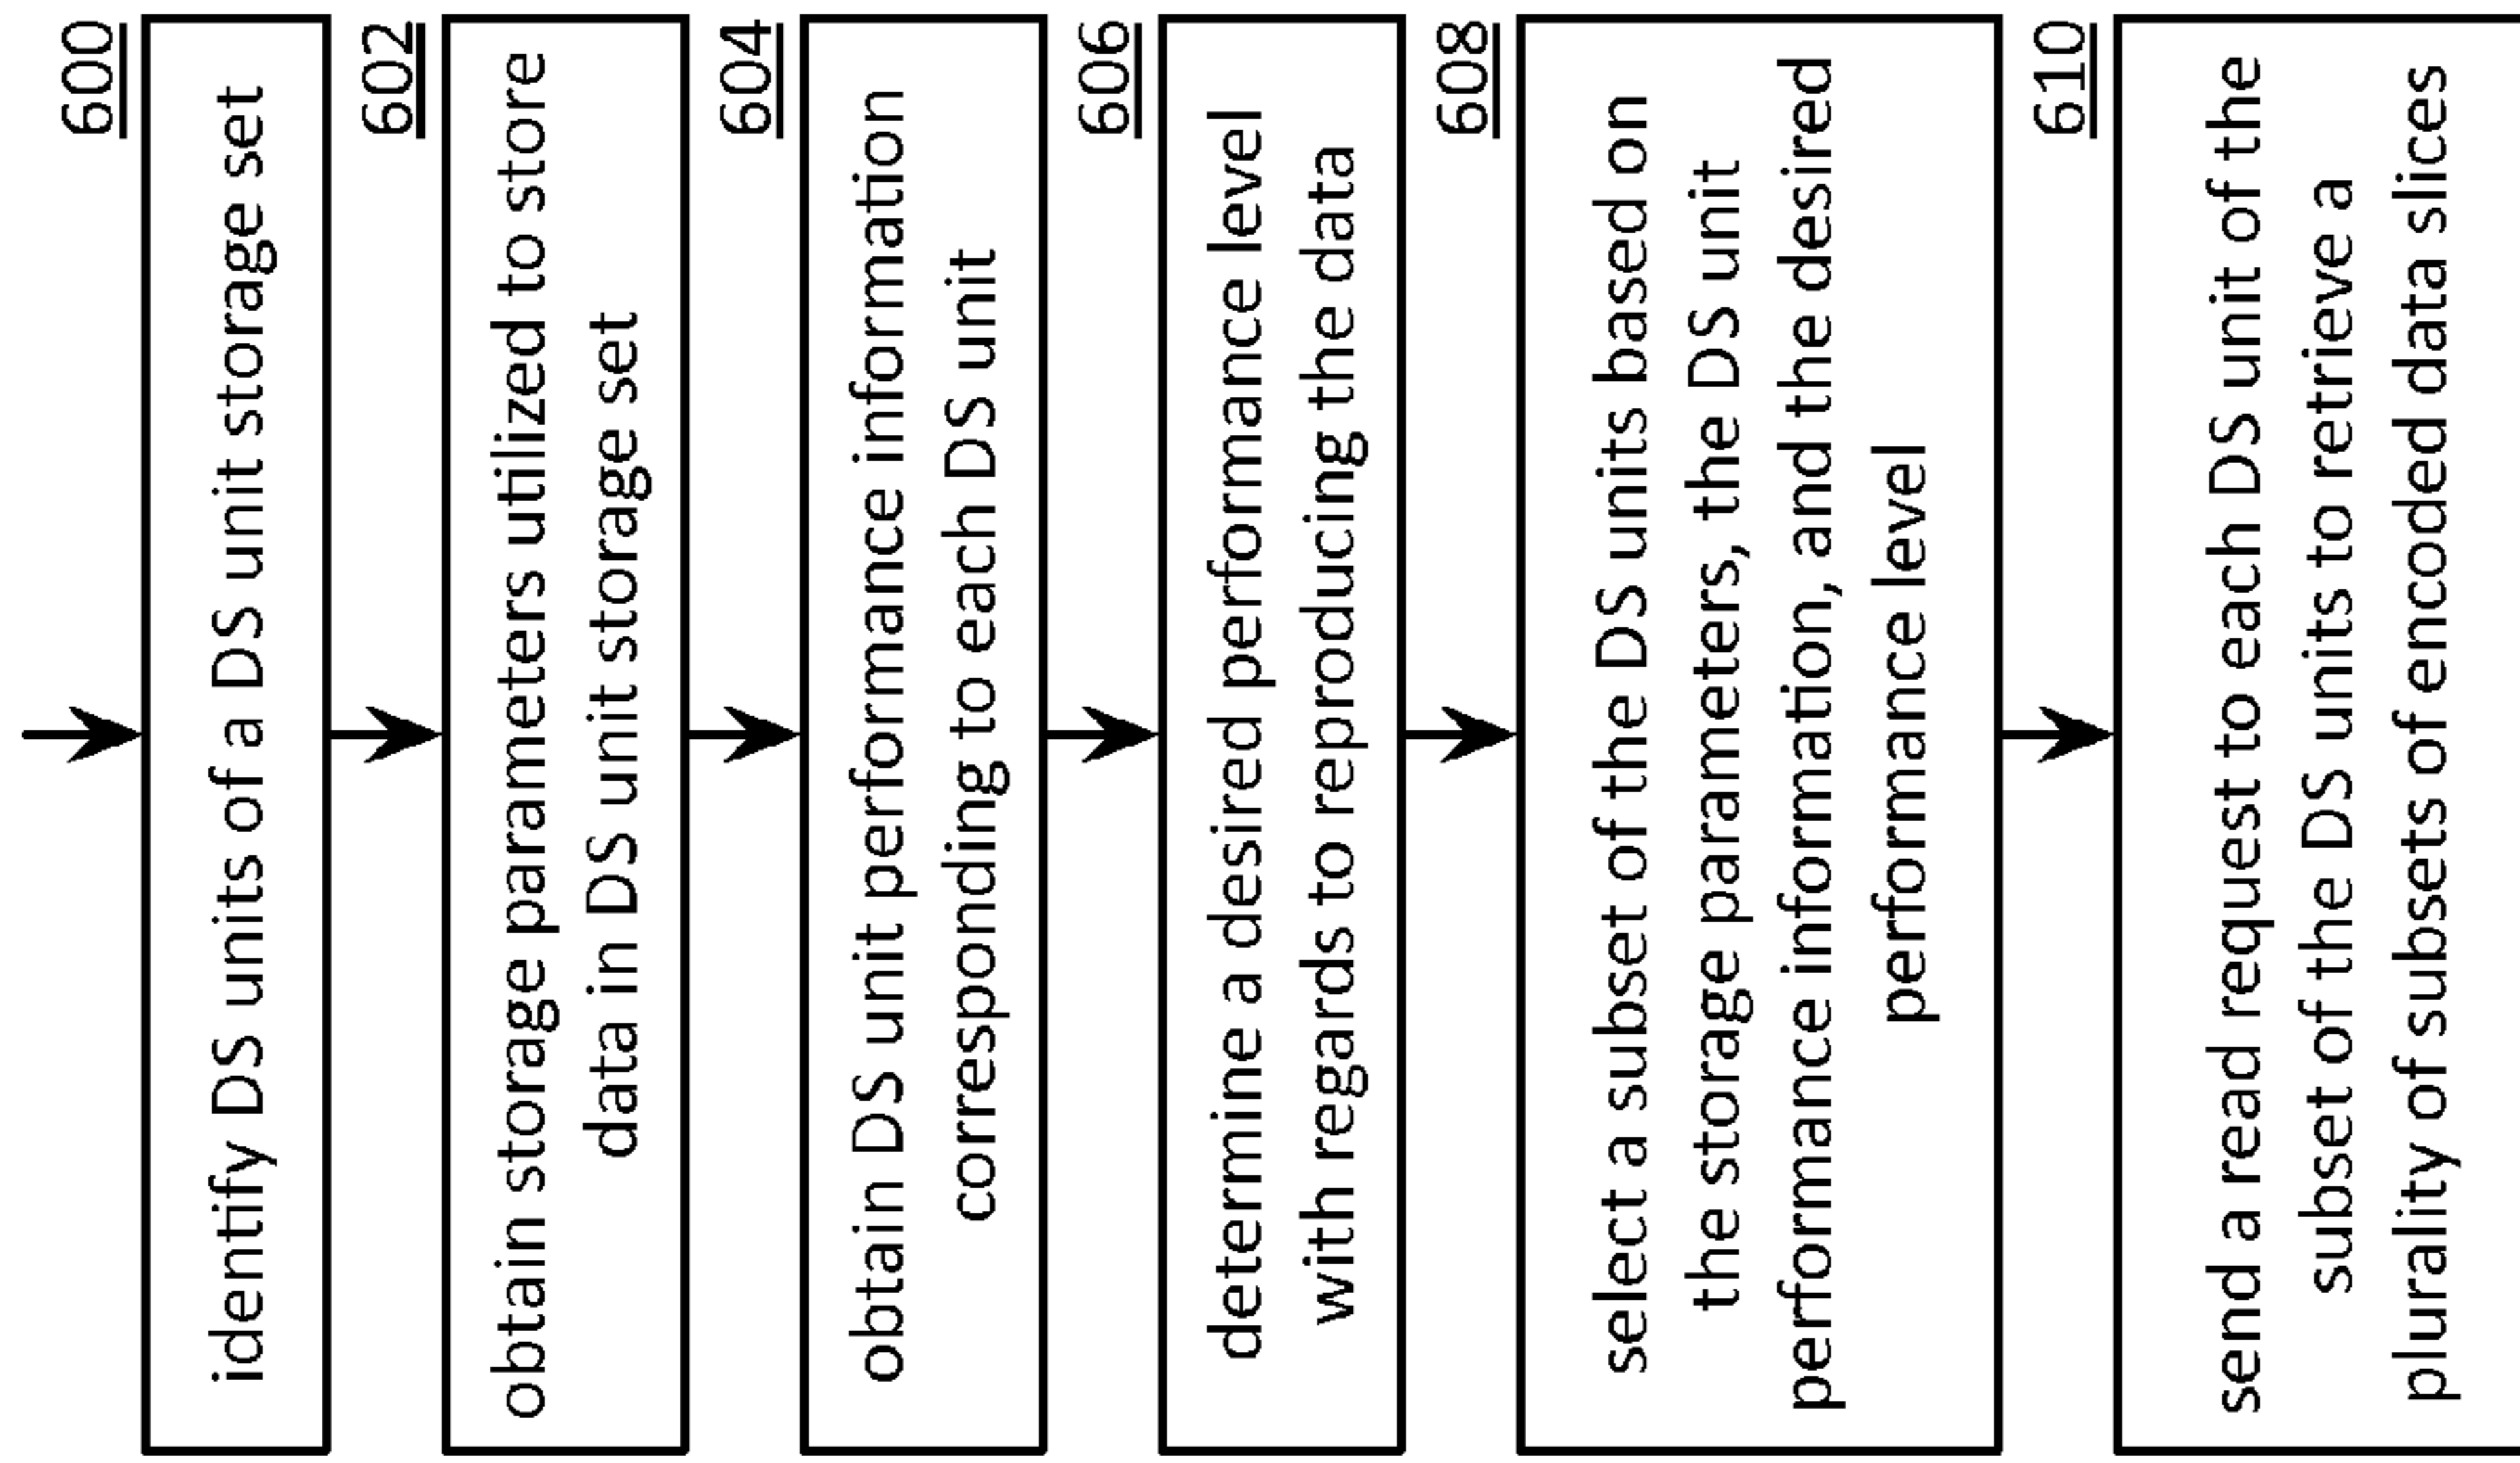 600
identify DS units of a DS unit storage set
602
obtain storage parameters utilized to store
data in DS unit storage set
604
obtain DS unit performance information
corresponding to each DS unit
606
determine a desired performance level
with regards to reproducing the data
608
select a subset of the DS units based on
the storage parameters, the DS unit
performance information, and the desired
performance level
610
send a read request to each DS unit of the
subset of the DS units to retrieve a
plurality of subsets of encoded data slices